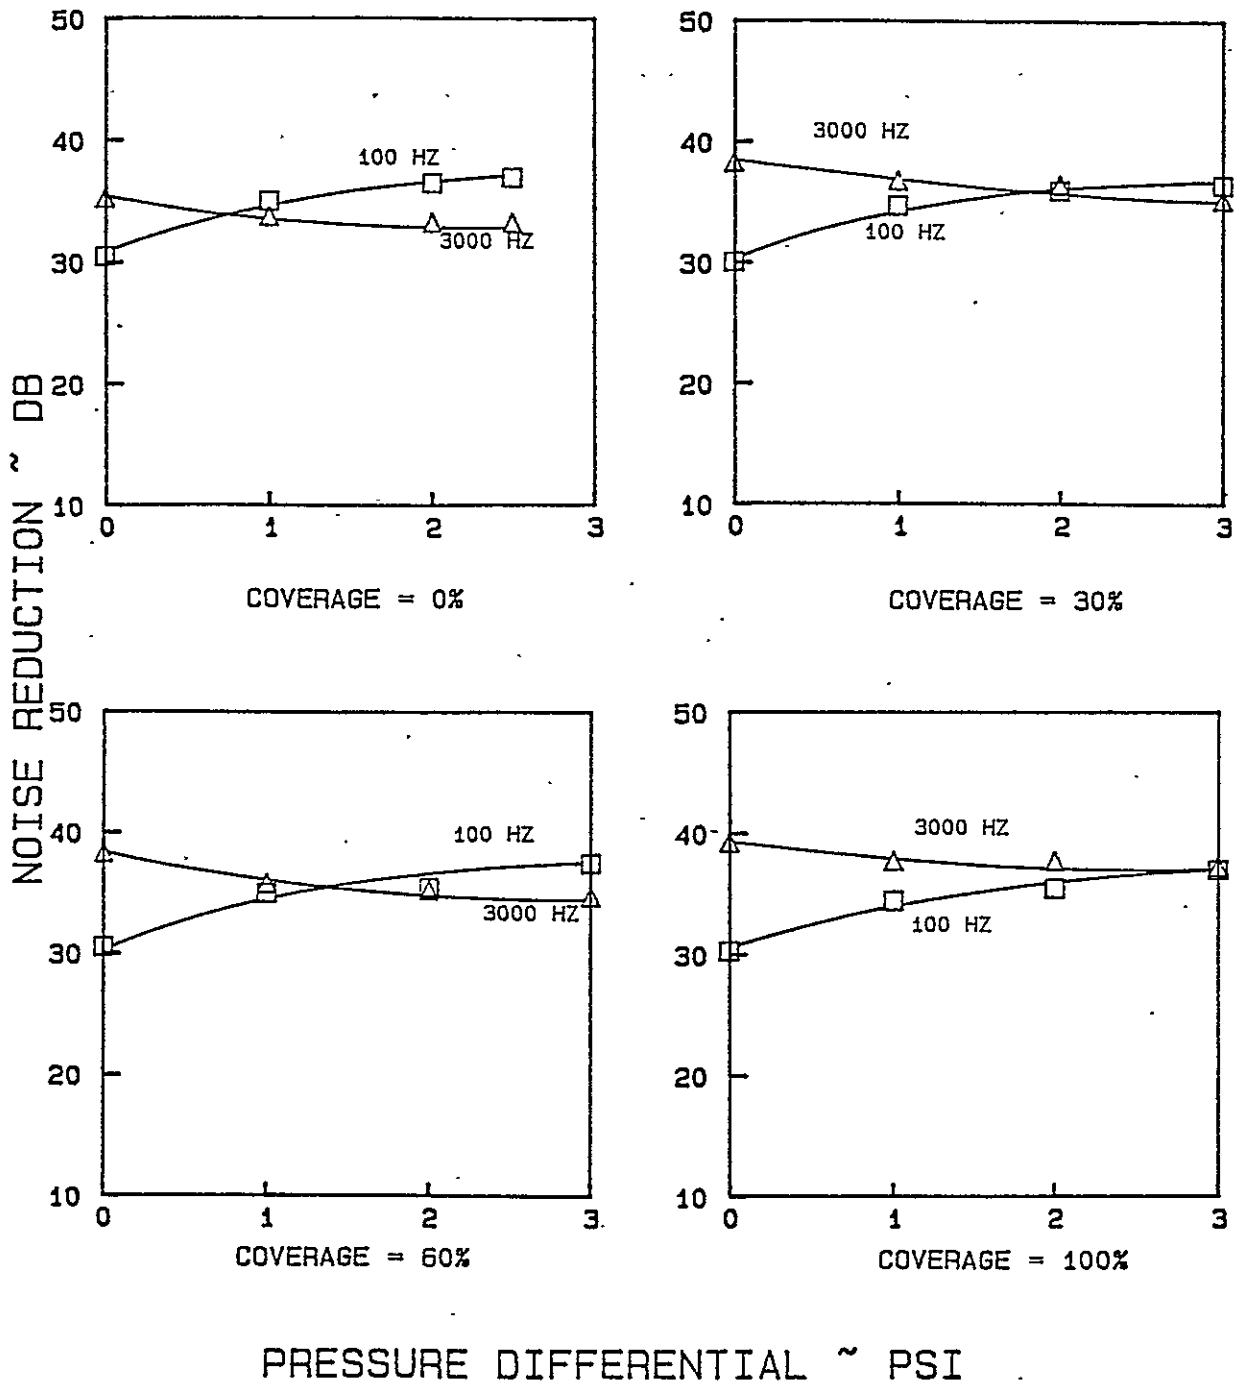 NOISE REDUCTION ~ DB
50
40
30
20
10
0 1 2 3
100 HZ
3000 HZ
COVERAGE = 0%
50
40
30
20
10
0 1 2 3
3000 HZ
100 HZ
COVERAGE = 30%
50
40
30
20
10
0 1 2 3
100 HZ
3000 HZ
COVERAGE = 60%
50
40
30
20
10
0 1 2 3
3000 HZ
100 HZ
COVERAGE = 100%
PRESSURE DIFFERENTIAL ~ PSI